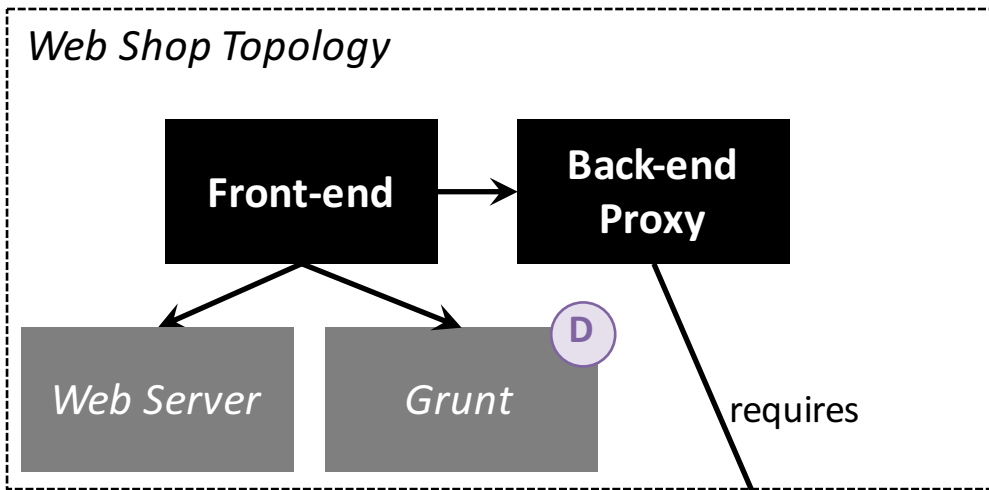 Web Shop Topology
Front-end
Back-end
Proxy
D
Web Server
Grunt
requires